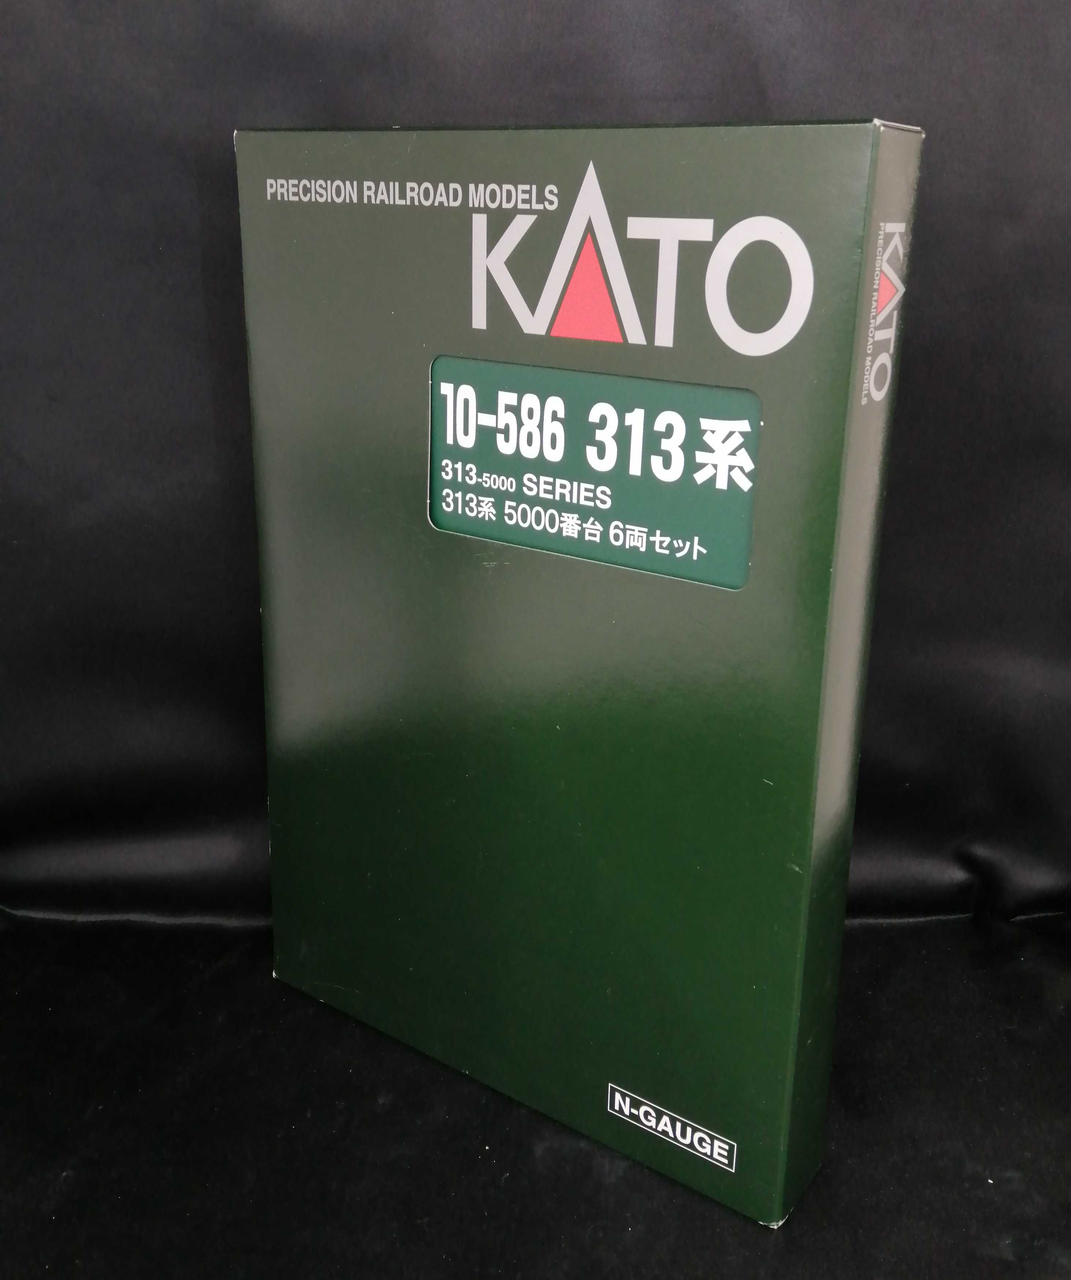 PRECISION RAILROAD MODELS
KATO
10-586 313系
313-5000 SERIES
313系 5000番台 6両セット
N-GAUGE
KATO
PRECISION RAILROAD MODELS